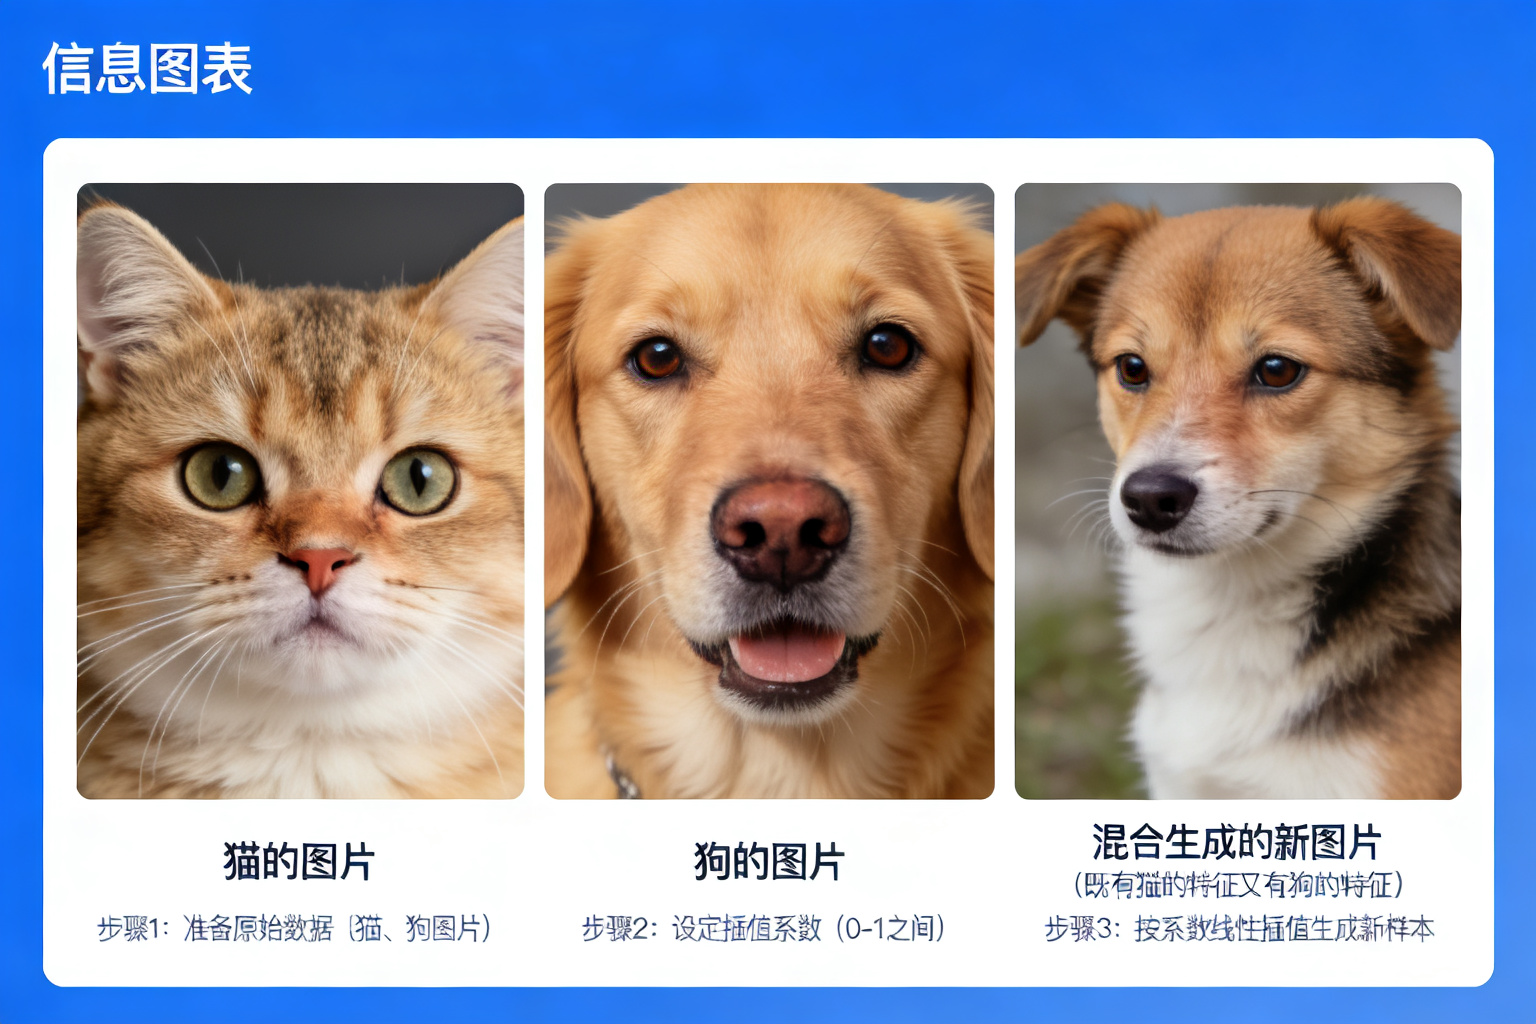 信息图表
猫的图片
步骤1：准备原始数据（猫、狗图片）
狗的图片
步骤2：设定插值系数（0-1之间）
混合生成的新图片
（既有猫的特征又有狗的特征）
步骤3：按系数线性插值生成新样本